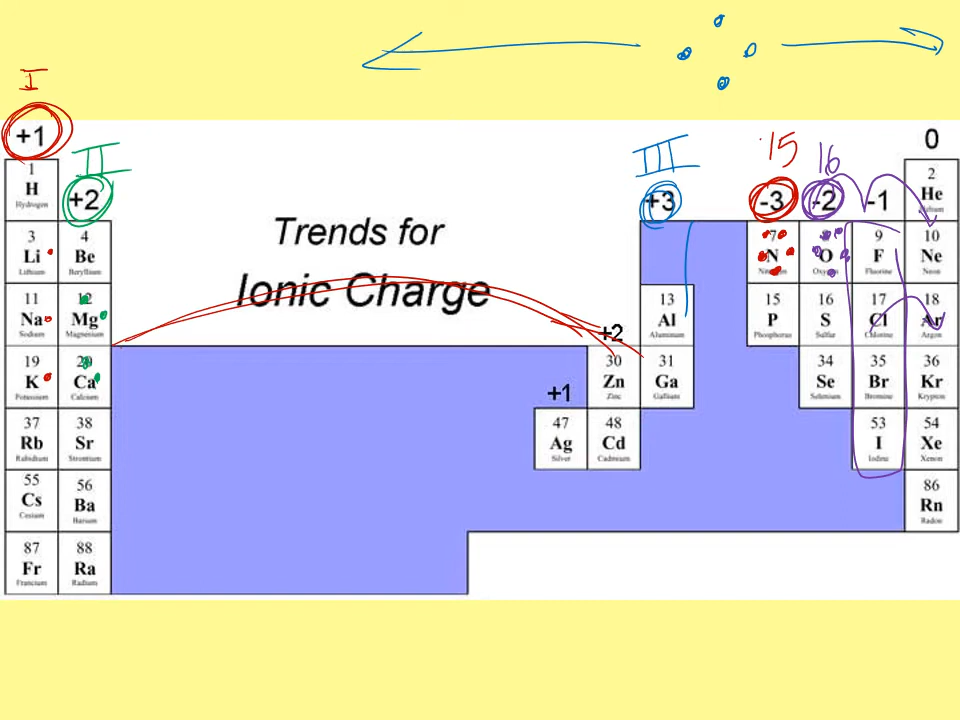 I
+1
II
+2
III
+3
15
-3
16
-2
-1
0
Trends for
Ionic Charge
1
H
Hydrogen
2
He
3
Li
Lithium
4
Be
Beryllium
7
N
O
9
F
Fluorine
10
Ne
Neon
11
Na
Sodium
12
Mg
Magnesium
13
Al
Aluminum
15
P
Phosphorus
16
S
Sulfur
17
Cl
Chlorine
18
Ar
Argon
+2
19
K
Potassium
20
Ca
Calcium
30
Zn
Zinc
31
Ga
Gallium
34
Se
Selenium
35
Br
Bromine
36
Kr
Krypton
+1
37
Rb
Rubidium
38
Sr
Strontium
47
Ag
Silver
48
Cd
Cadmium
53
I
Iodine
54
Xe
Xenon
55
Cs
Cesium
56
Ba
Barium
86
Rn
Radon
87
Fr
Francium
88
Ra
Radium